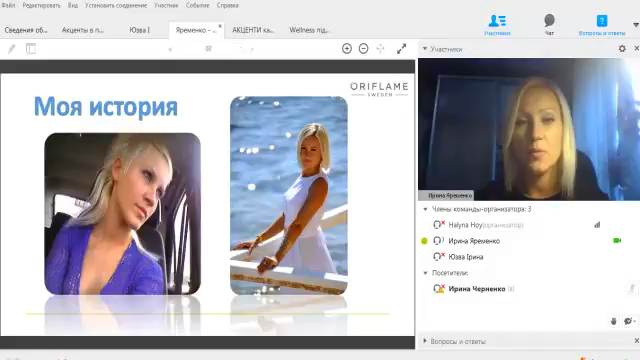 Файл Редактировать Вид Установить соединение Участник Событие Справка
Сведения об...
Акценты в п...
Юзва I
Яременко – ...
АКЦЕНТИ ка...
Wellness під...
Участники
Чат
Вопросы и ответы
Моя история
ORIFLAME
SWEDEN
Участники
Ирина Яременко
Члены команды-организатора: 3
Halyna Hoy(организатор)
Ирина Яременко
Юзва Ірина
Посетители:
Ирина Черненко
Вопросы и ответы